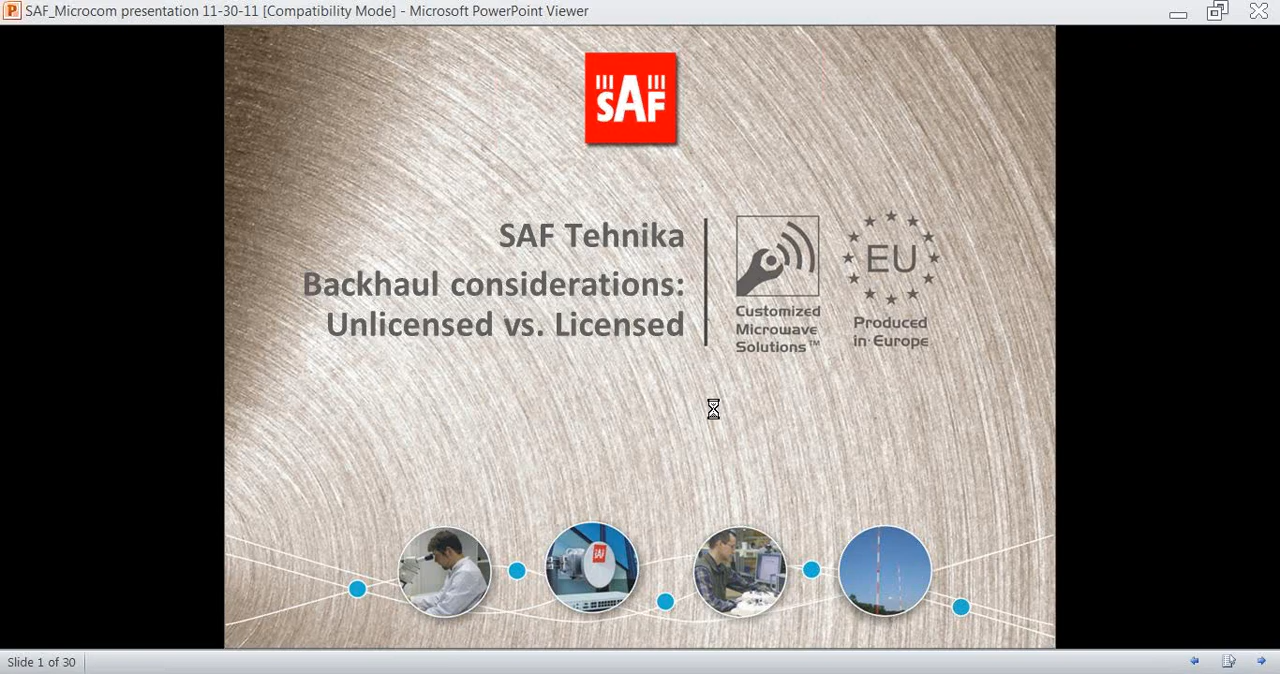 SAF_Microcom presentation 11-30-11 [Compatibility Mode] - Microsoft PowerPoint Viewer
SAF
SAF Tehnika
Backhaul considerations:
Unlicensed vs. Licensed
Customized
Microwave
Solutions™
EU
Produced
in·Europe
SAF
Slide 1 of 30